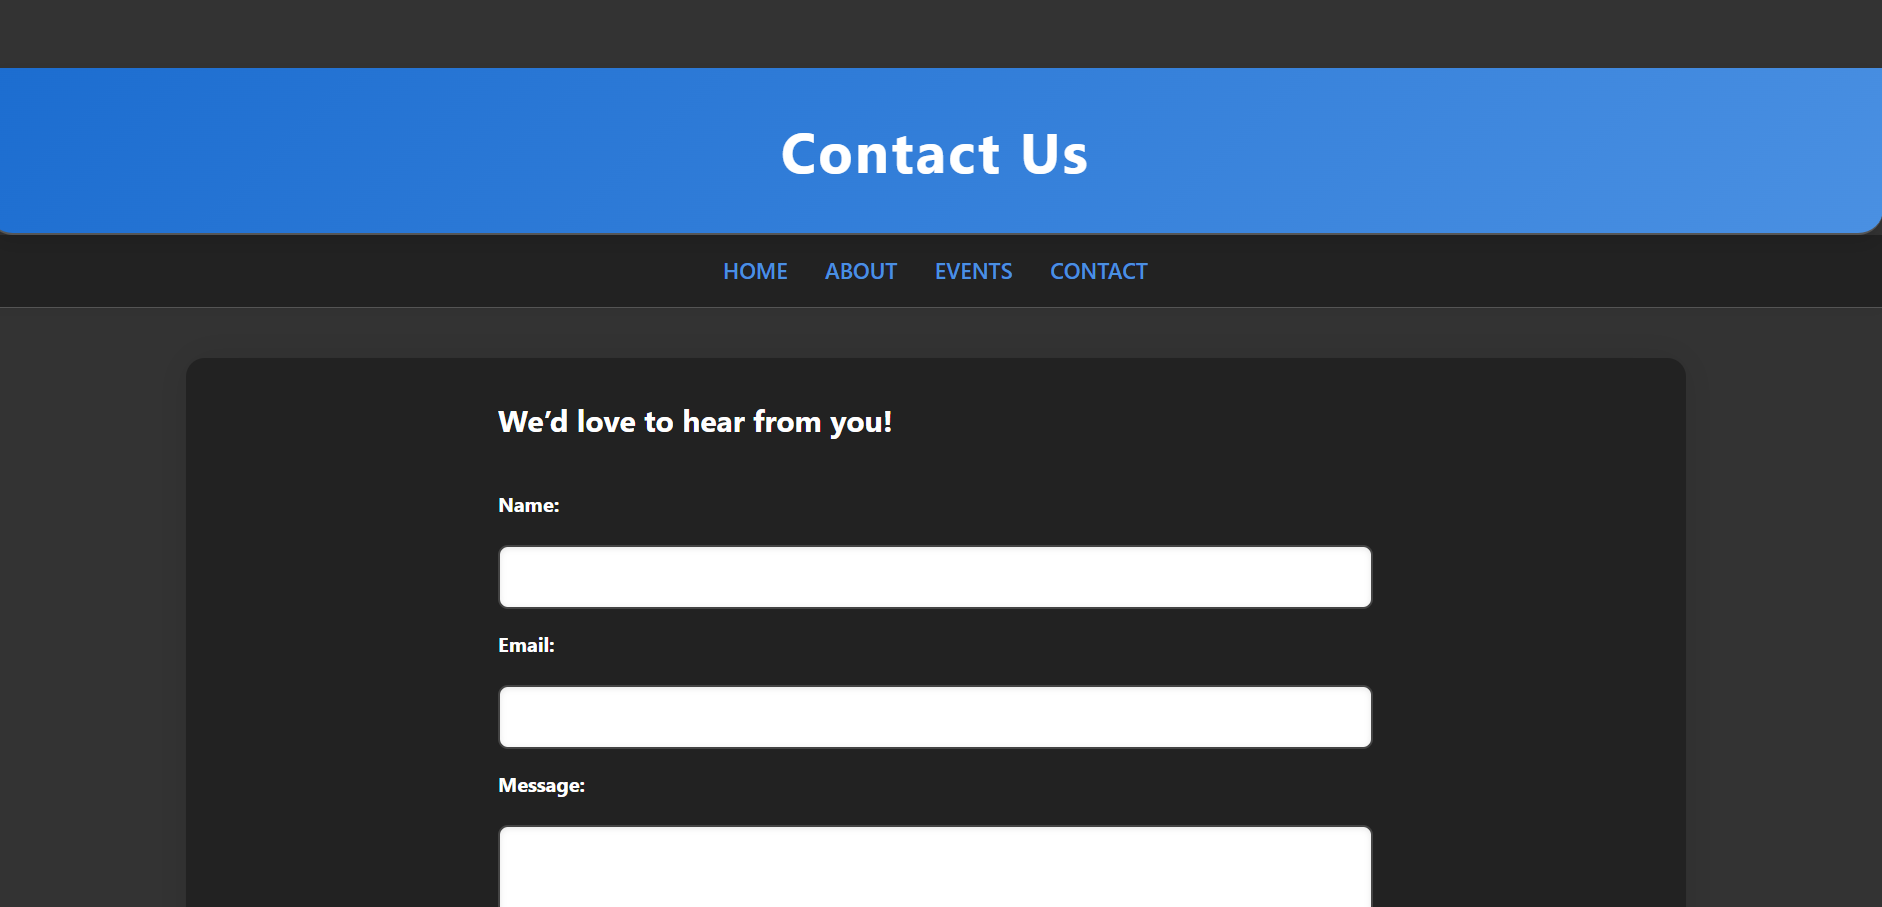 Contact Us
HOME ABOUT EVENTS CONTACT
We’d love to hear from you!
Name:
Email:
Message: